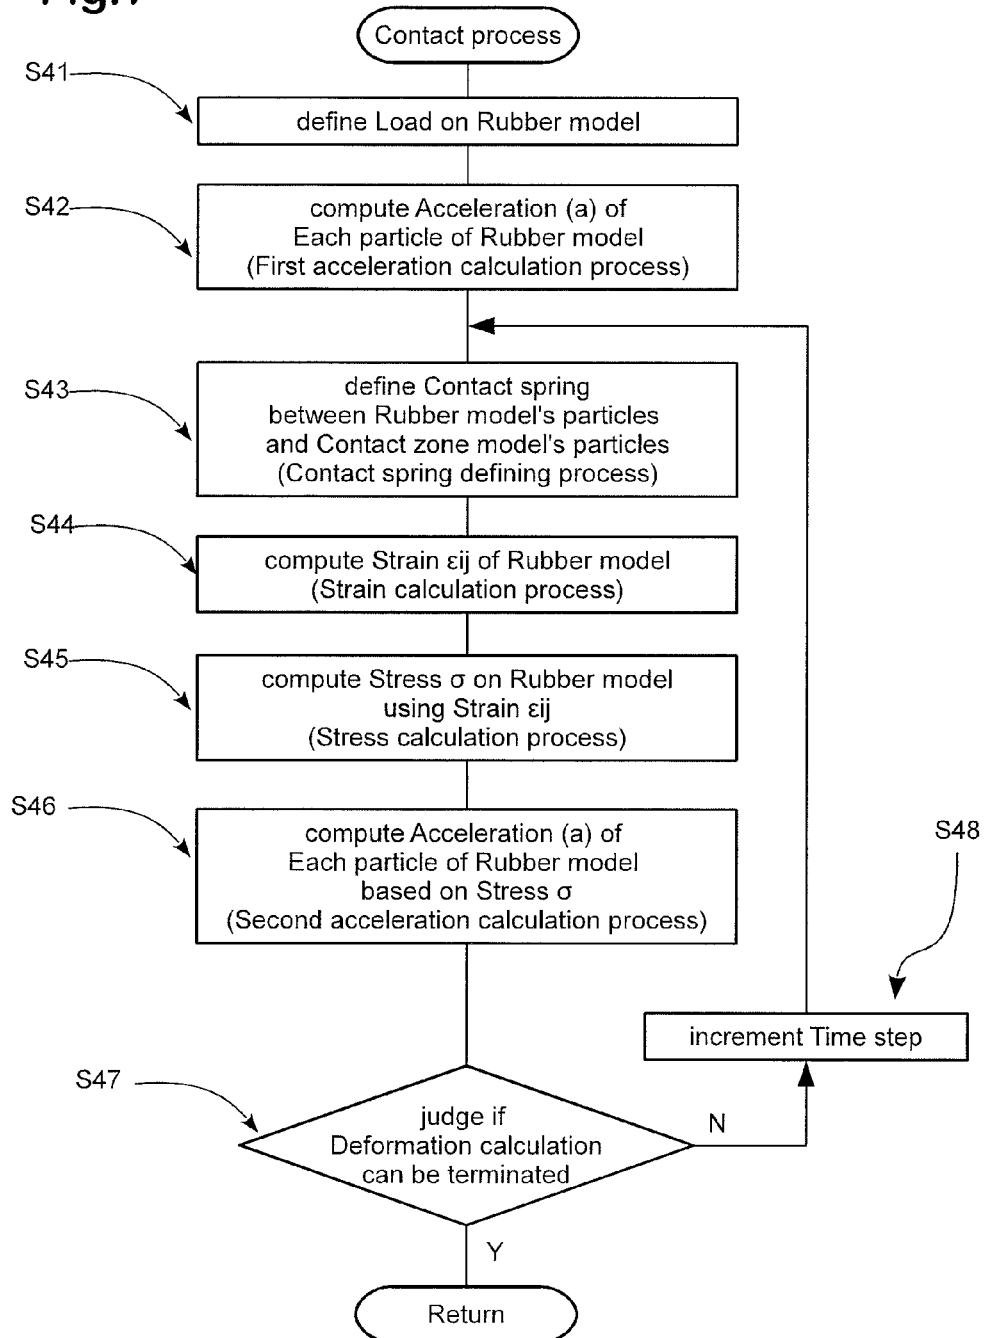 Contact process
S41
define Load on Rubber model
S42
compute Acceleration (a) of
Each particle of Rubber model
(First acceleration calculation process)
S43
define Contact spring
between Rubber model's particles
and Contact zone model's particles
(Contact spring defining process)
S44
compute Strain εij of Rubber model
(Strain calculation process)
S45
compute Stress σ on Rubber model
using Strain εij
(Stress calculation process)
S46
compute Acceleration (a) of
Each particle of Rubber model
based on Stress σ
(Second acceleration calculation process)
S48
increment Time step
S47
judge if
Deformation calculation
can be terminated
N
Y
Return